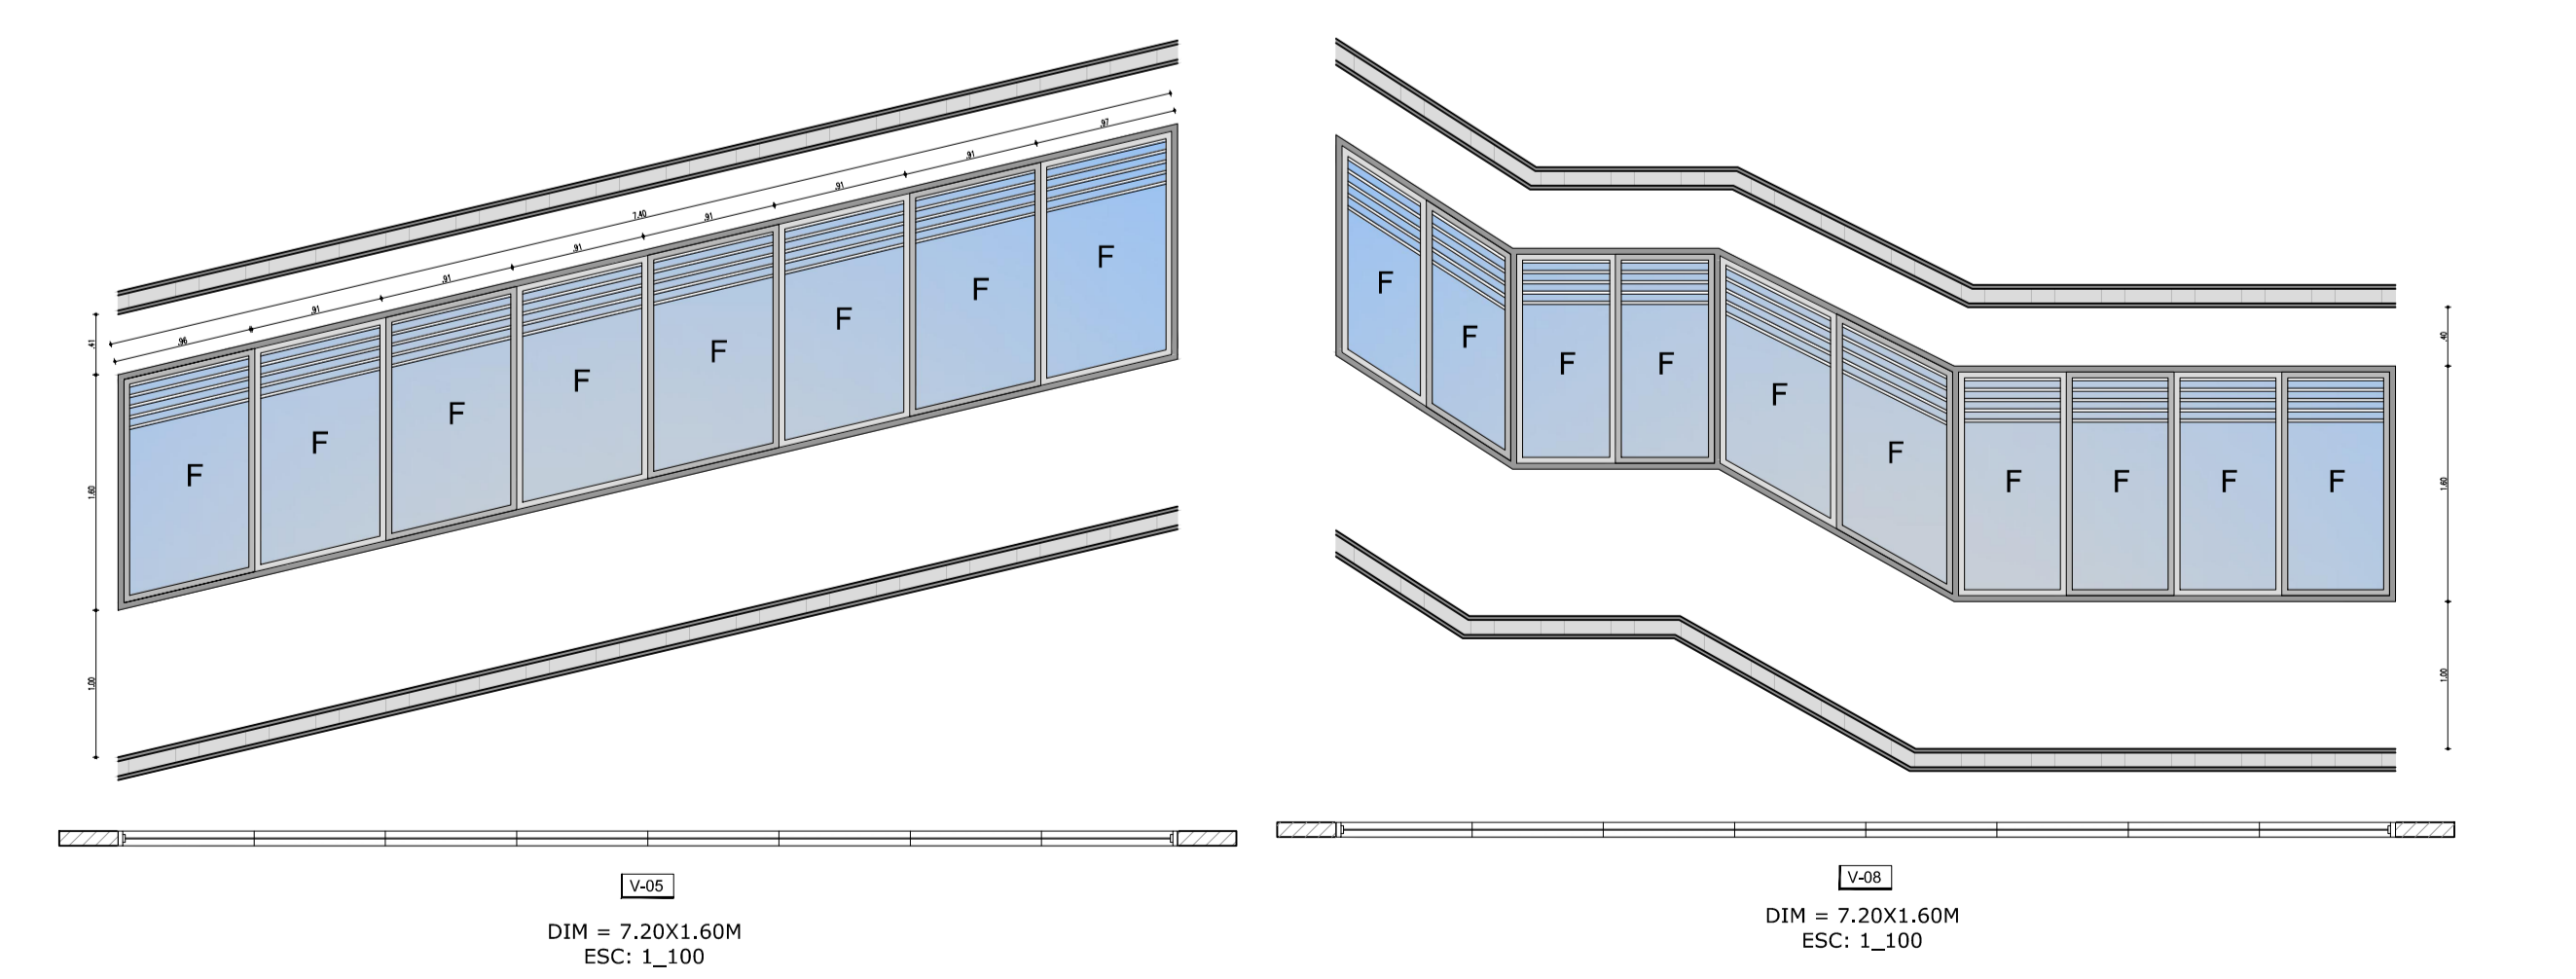 .97
.91
.91
7.40
.91
.91
.91
.91
.96
.41
1.60
1.00
F
F
F
F
F
F
F
F
V-05
DIM = 7.20X1.60M
ESC: 1_100
F
F
F
F
F
F
F
F
F
F
.40
1.60
1.00
V-08
DIM = 7.20X1.60M
ESC: 1_100